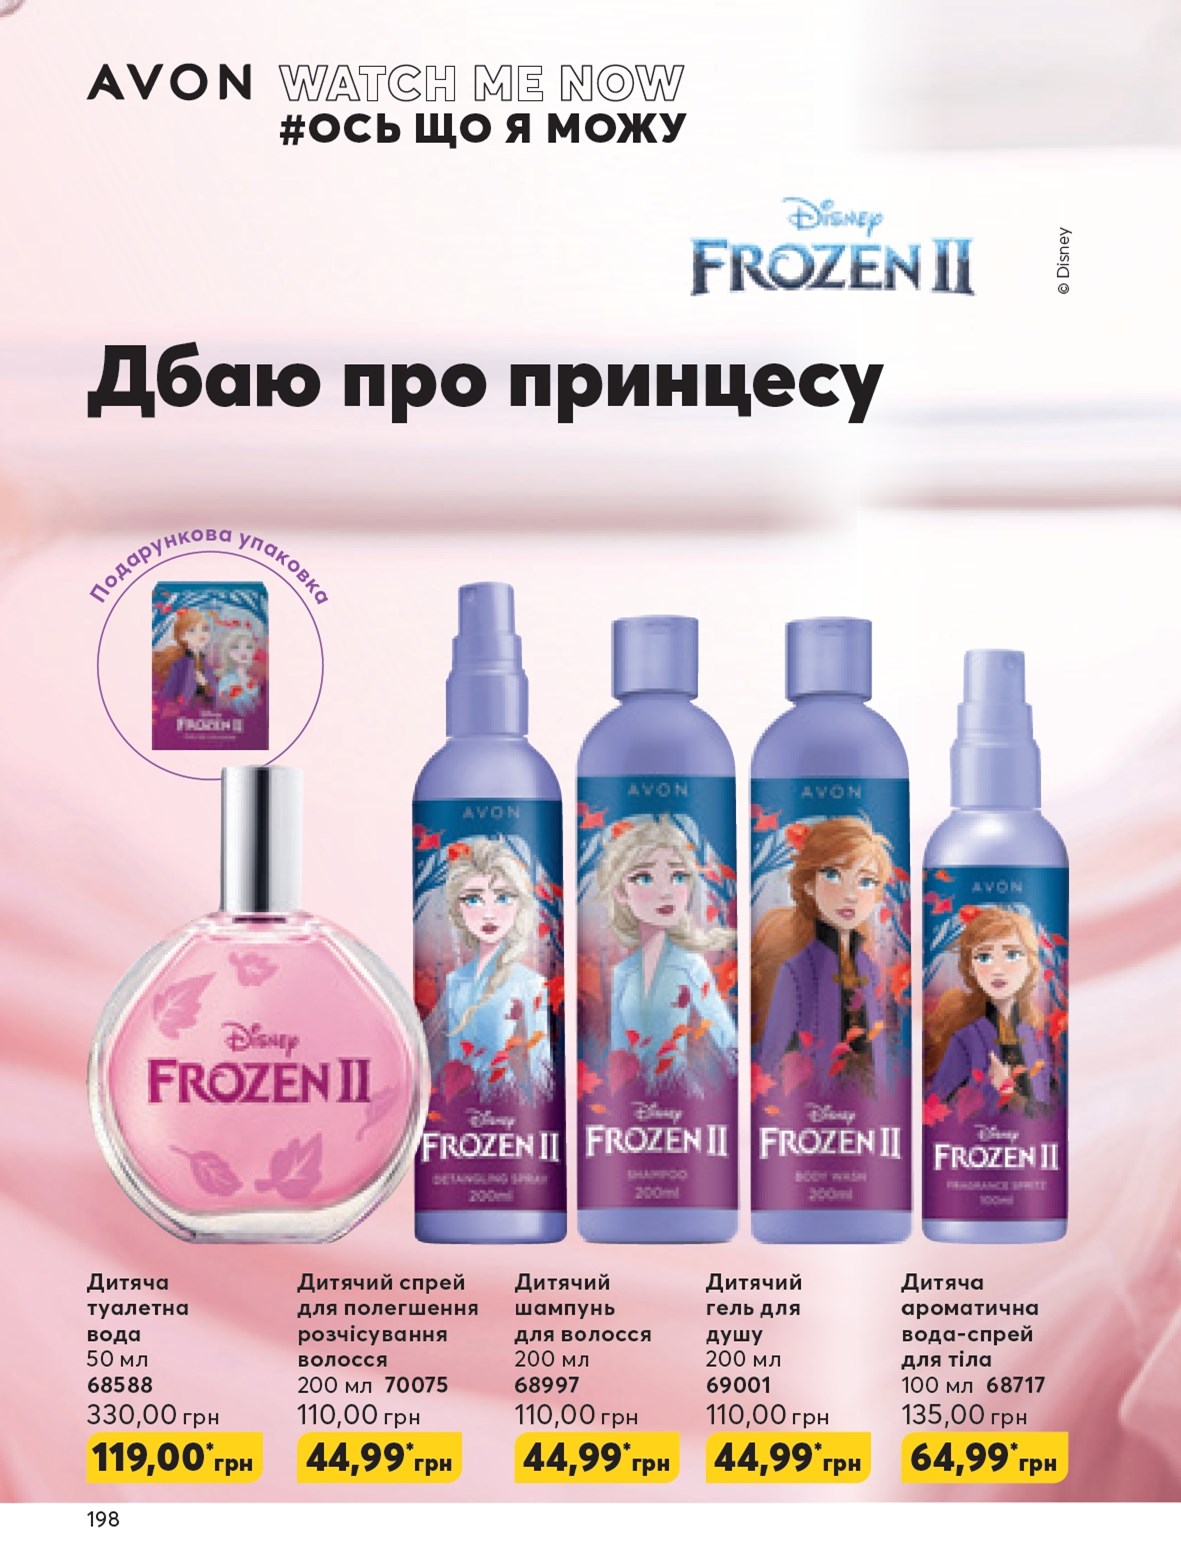 AVON WATCH ME NOW
#ОСЬ ЩО Я МОЖУ
Disney
FROZEN II
© Disney
Дбаю про принцесу
Подарункова упаковка
Disney
FROZEN II
Disney
FROZEN II
AVON
Disney
FROZEN II
DETANGLING SPRAY
200ml
AVON
Disney
FROZEN II
SHAMPOO
200ml
AVON
Disney
FROZEN II
BODY WASH
200ml
AVON
Disney
FROZEN II
FRAGRANCE SPRITZ
100ml
Дитяча
туалетна
вода
50 мл
68588
330,00 грн
119,00* грн
Дитячий спрей
для полегшення
розчісування
волосся
200 мл 70075
110,00 грн
44,99* грн
Дитячий
шампунь
для волосся
200 мл
68997
110,00 грн
44,99* грн
Дитячий
гель для
душу
200 мл
69001
110,00 грн
44,99* грн
Дитяча
ароматична
вода-спрей
для тіла
100 мл 68717
135,00 грн
64,99* грн
198